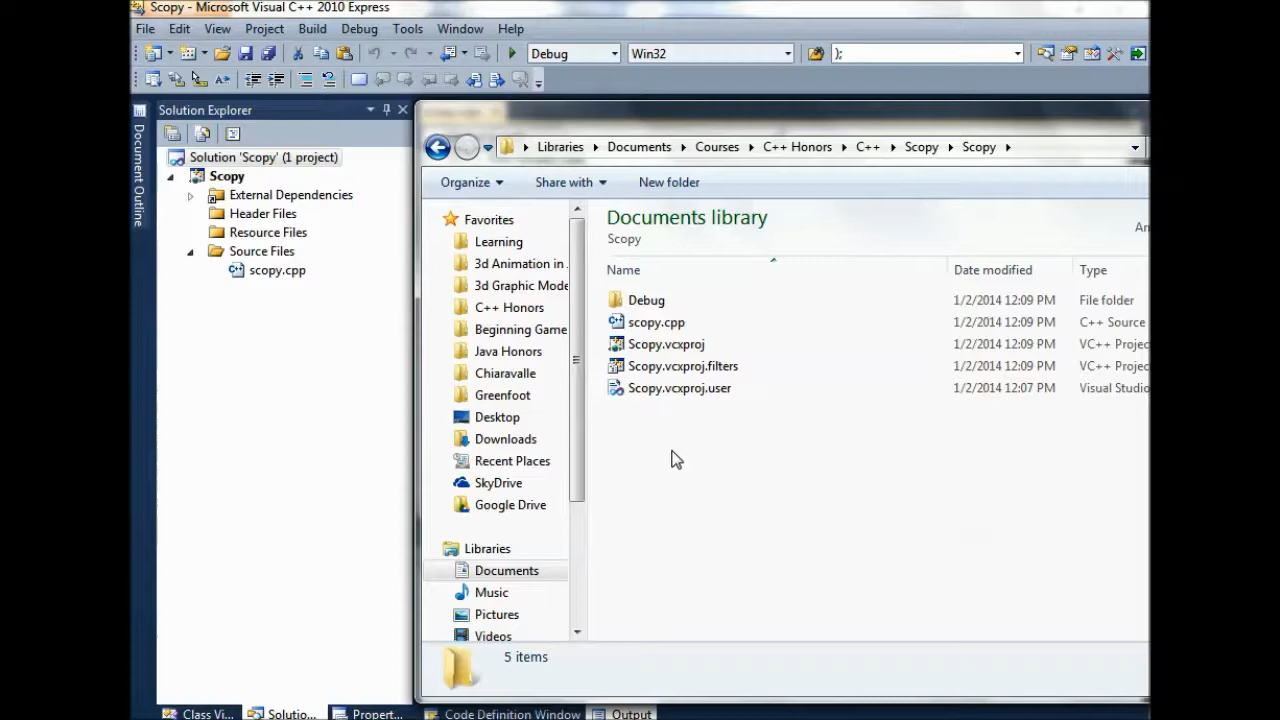 Scopy - Microsoft Visual C++ 2010 Express
File Edit View Project Build Debug Tools Window Help
Debug Win32 );
Solution Explorer
Document Outline
Solution 'Scopy' (1 project)
Scopy
External Dependencies
Header Files
Resource Files
Source Files
scopy.cpp
Libraries Documents Courses C++ Honors C++ Scopy Scopy
Organize Share with New folder
Favorites
Learning
3d Animation in .
3d Graphic Mode
C++ Honors
Beginning Game
Java Honors
Chiaravalle
Greenfoot
Desktop
Downloads
Recent Places
SkyDrive
Google Drive
Libraries
Documents
Music
Pictures
Videos
Documents library
Scopy
Ar
Name Date modified Type
Debug 1/2/2014 12:09 PM File folder
scopy.cpp 1/2/2014 12:09 PM C++ Source
Scopy.vcxproj 1/2/2014 12:09 PM VC++ Projec
Scopy.vcxproj.filters 1/2/2014 12:09 PM VC++ Projec
Scopy.vcxproj.user 1/2/2014 12:07 PM Visual Studio
5 items
Class Vi... Solutio... Propert... Code Definition Window Output